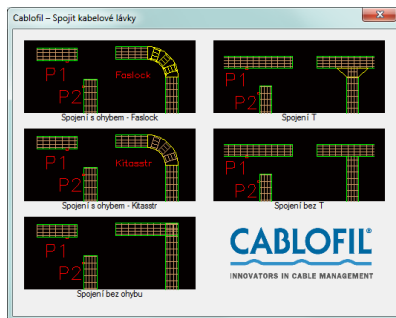 Cablofil – Spojit kabelové lávky
P1
P2
Faslock
Spojení s ohybem - Faslock
P1
P2
Spojení T
P1
P2
Kitasstr
Spojení s ohybem - Kitasstr
P1
P2
Spojení bez T
P1
P2
Spojení bez ohybu
CABLOFIL®
INNOVATORS IN CABLE MANAGEMENT